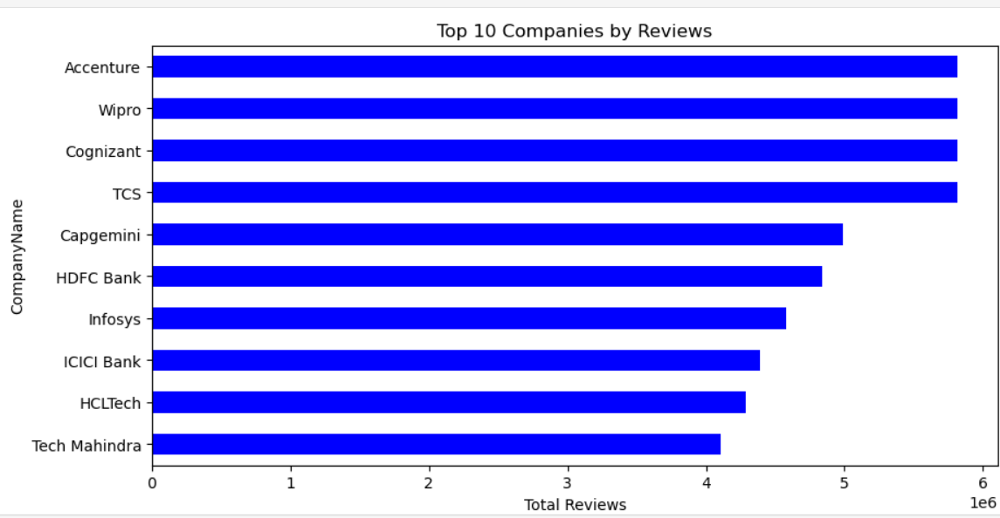 Top 10 Companies by Reviews
Accenture
Wipro
Cognizant
TCS
Capgemini
HDFC Bank
Infosys
ICICI Bank
HCLTech
Tech Mahindra
CompanyName
0 1 2 3 4 5 6
1e6
Total Reviews